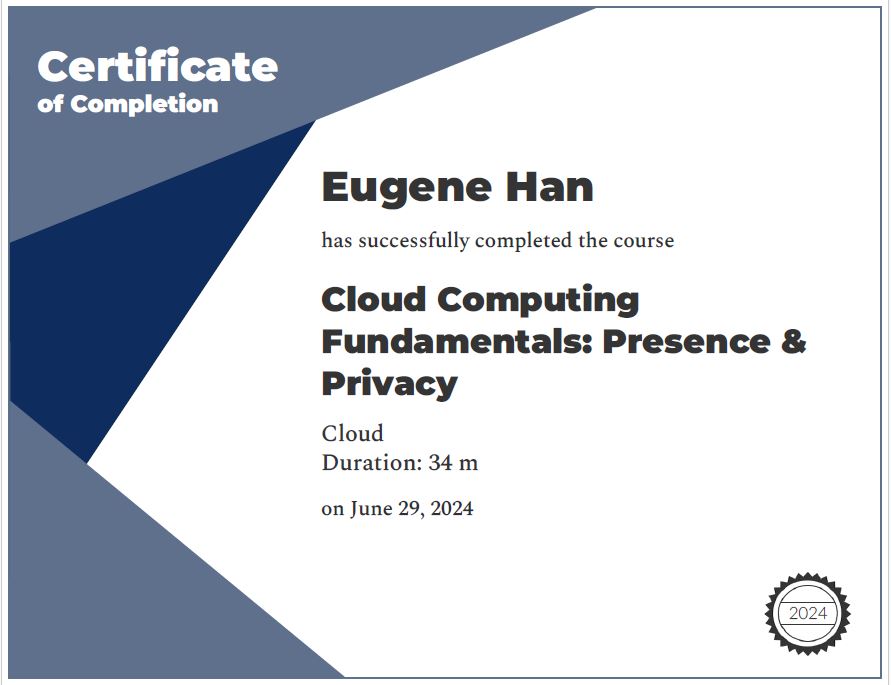 Certificate
of Completion
Eugene Han
has successfully completed the course
Cloud Computing
Fundamentals: Presence &
Privacy
Cloud
Duration: 34 m
on June 29, 2024
2024